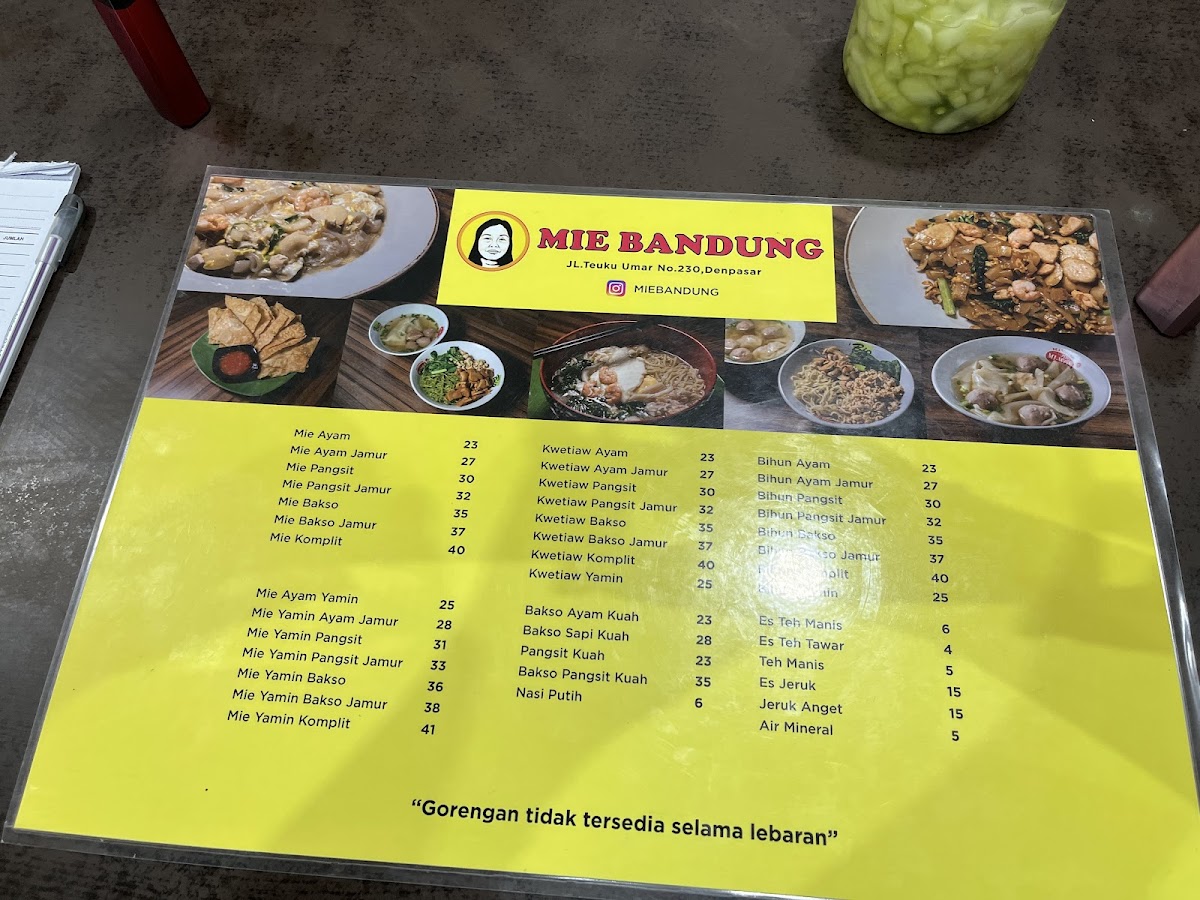 JUMLAH
MIE BANDUNG
JL.Teuku Umar No.230,Denpasar
MIEBANDUNG
Mie Ayam 23
Mie Ayam Jamur 27
Mie Pangsit 30
Mie Pangsit Jamur 32
Mie Bakso 35
Mie Bakso Jamur 37
Mie Komplit 40
Kwetiaw Ayam 23
Kwetiaw Ayam Jamur 27
Kwetiaw Pangsit 30
Kwetiaw Pangsit Jamur 32
Kwetiaw Bakso 35
Kwetiaw Bakso Jamur 37
Kwetiaw Komplit 40
Kwetiaw Yamin 25
Bihun Ayam 23
Bihun Ayam Jamur 27
Bihun Pangsit 30
Bihun Pangsit Jamur 32
Bihun Bakso 35
Bihun Bakso Jamur 37
Bihun Komplit 40
Bihun Yamin 25
Mie Ayam Yamin 25
Mie Yamin Ayam Jamur 28
Mie Yamin Pangsit 31
Mie Yamin Pangsit Jamur 33
Mie Yamin Bakso 36
Mie Yamin Bakso Jamur 38
Mie Yamin Komplit 41
Bakso Ayam Kuah 23
Bakso Sapi Kuah 28
Pangsit Kuah 23
Bakso Pangsit Kuah 35
Nasi Putih 6
Es Teh Manis 6
Es Teh Tawar 4
Teh Manis 5
Es Jeruk 15
Jeruk Anget 15
Air Mineral 5
“Gorengan tidak tersedia selama lebaran”